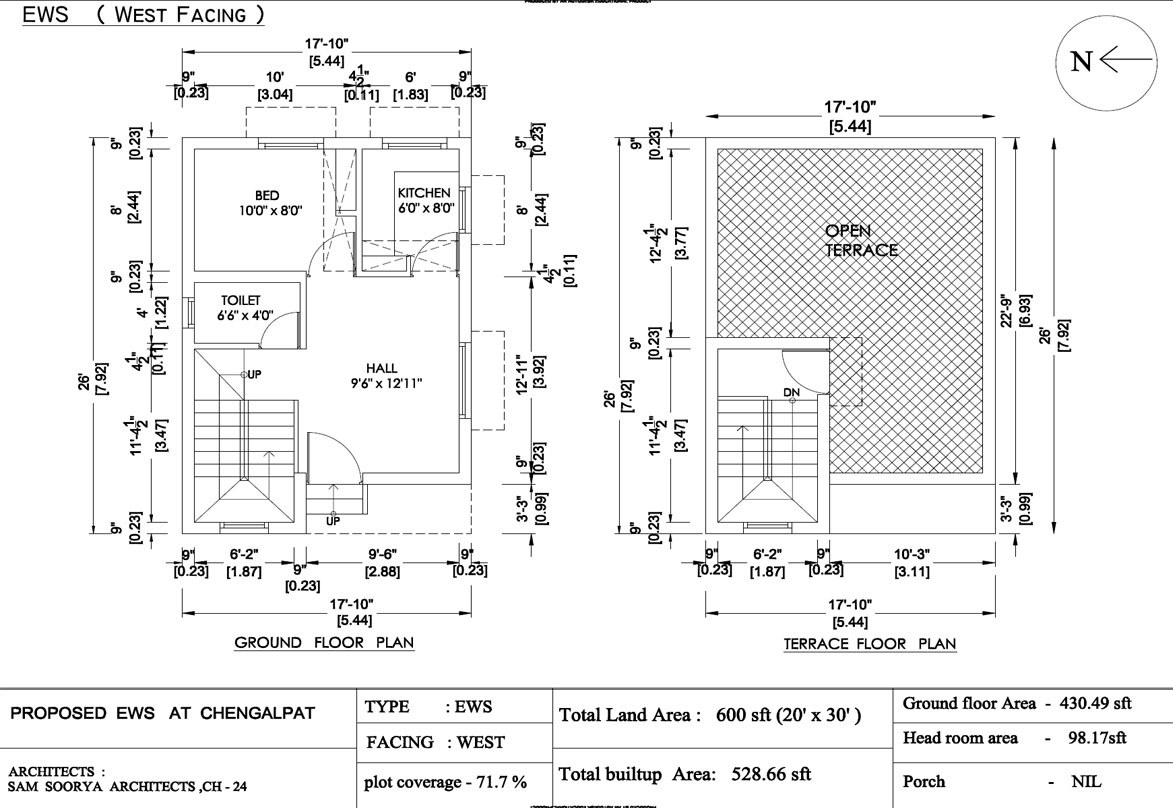 EWS ( WEST FACING )
PRODUCED BY AN AUTODESK EDUCATIONAL PRODUCT
N
17'-10"
[5.44]
9"
[0.23]
10'
[3.04]
4 1/2"
[0.11]
6'
[1.83]
9"
[0.23]
9"
[0.23]
8'
[2.44]
9"
[0.23]
4'
[1.22]
4 1/2"
[0.11]
11'-4 1/2"
[3.47]
9"
[0.23]
26'
[7.92]
BED
10'0" x 8'0"
KITCHEN
6'0" x 8'0"
TOILET
6'6" x 4'0"
HALL
9'6" x 12'11"
UP
UP
9"
[0.23]
8'
[2.44]
4 1/2"
[0.11]
12'-11"
[3.92]
9"
[0.23]
3'-3"
[0.99]
9"
[0.23]
6'-2"
[1.87]
9"
[0.23]
9'-6"
[2.88]
9"
[0.23]
17'-10"
[5.44]
GROUND FLOOR PLAN
17'-10"
[5.44]
9"
[0.23]
12'-4 1/2"
[3.77]
9"
[0.23]
11'-4 1/2"
[3.47]
9"
[0.23]
26'
[7.92]
OPEN
TERRACE
DN
22'-9"
[6.93]
3'-3"
[0.99]
26'
[7.92]
9"
[0.23]
6'-2"
[1.87]
9"
[0.23]
10'-3"
[3.11]
17'-10"
[5.44]
TERRACE FLOOR PLAN
PROPOSED EWS AT CHENGALPAT
ARCHITECTS :
SAM SOORYA ARCHITECTS ,CH - 24
TYPE : EWS
FACING : WEST
plot coverage - 71.7 %
Total Land Area : 600 sft (20' x 30' )
Total builtup Area: 528.66 sft
Ground floor Area - 430.49 sft
Head room area - 98.17sft
Porch - NIL